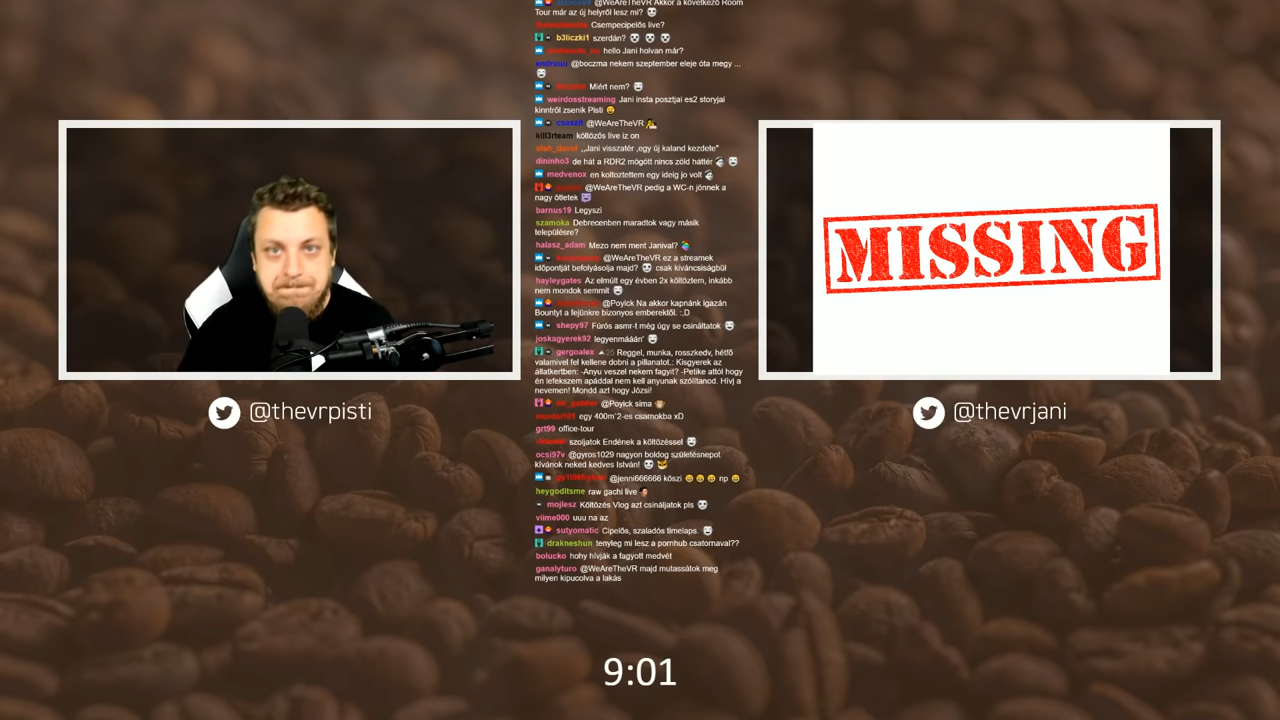 @WeAreTheVR Akkor a következő Room
Tour már az új helyről lesz mi?
Csempecipelős live?
b3liczki1 szerdán?
hello Jani holvan már?
endruuu @boczma nekem szeptember eleje óta megy ...
Miért nem?
weirdosstreaming Jani insta posztjai es2 storyjai
kinntről zsenik Pisti
csaszit @WeAreTheVR
kill3rteam költözős live iz on
olah_david ,,Jani visszatér ,egy új kaland kezdete"
dininho3 de hát a RDR2 mögött nincs zöld háttér
medvenox en koltoztettem egy ideig jo volt
@WeAreTheVR pedig a WC-n jönnek a
nagy ötletek
barnus19 Legyszi
szamoka Debrecenben maradtok vagy másik
településre?
halasz_adam Mezo nem ment Janival?
@WeAreTheVR ez a streamek
időpontját befolyásolja majd? csak kíváncsiságból
hayleygates Az elmúlt egy évben 2x költöztem, inkább
nem mondok semmit
@Poyick Na akkor kapnánk igazán
Bountyt a fejünkre bizonyos emberektől. :,D
shepy97 Fúrós asmr-t még úgy se csináltatok
joskagyerek92 legyenmááán'
gergoalex 25 Reggel, munka, rosszkedv, hétfő
valamivel fel kellene dobni a pillanatot.: Kisgyerek az
állatkertben: -Anyu veszel nekem fagyit? -Petike attól hogy
én lefekszem apáddal nem kell anyunak szólítanod. Hívj a
nevemen! Mondd azt hogy Józsi!
@Poyick sima
mordai101 egy 400m`2-es csarnokba xD
grt99 office-tour
szoljatok Endének a költözéssel
ocsi97v @gyros1029 nagyon boldog születésnepot
kívánok neked kedves István!
@jenni666666 köszi np
heygoditsme raw gachi live
mojlesz Költözés Vlog azt csináljatok pls
viime000 uuu na az
sutyomatic Cipelős, szaladós timelaps.
drakneshun tenyleg mi lesz a pornhub csatornaval??
bolucko hohy hívják a fagyott medvét
ganalyturo @WeAreTheVR majd mutassátok meg
milyen kipucolva a lakás
MISSING
@thevrpisti
@thevrjani
9:01